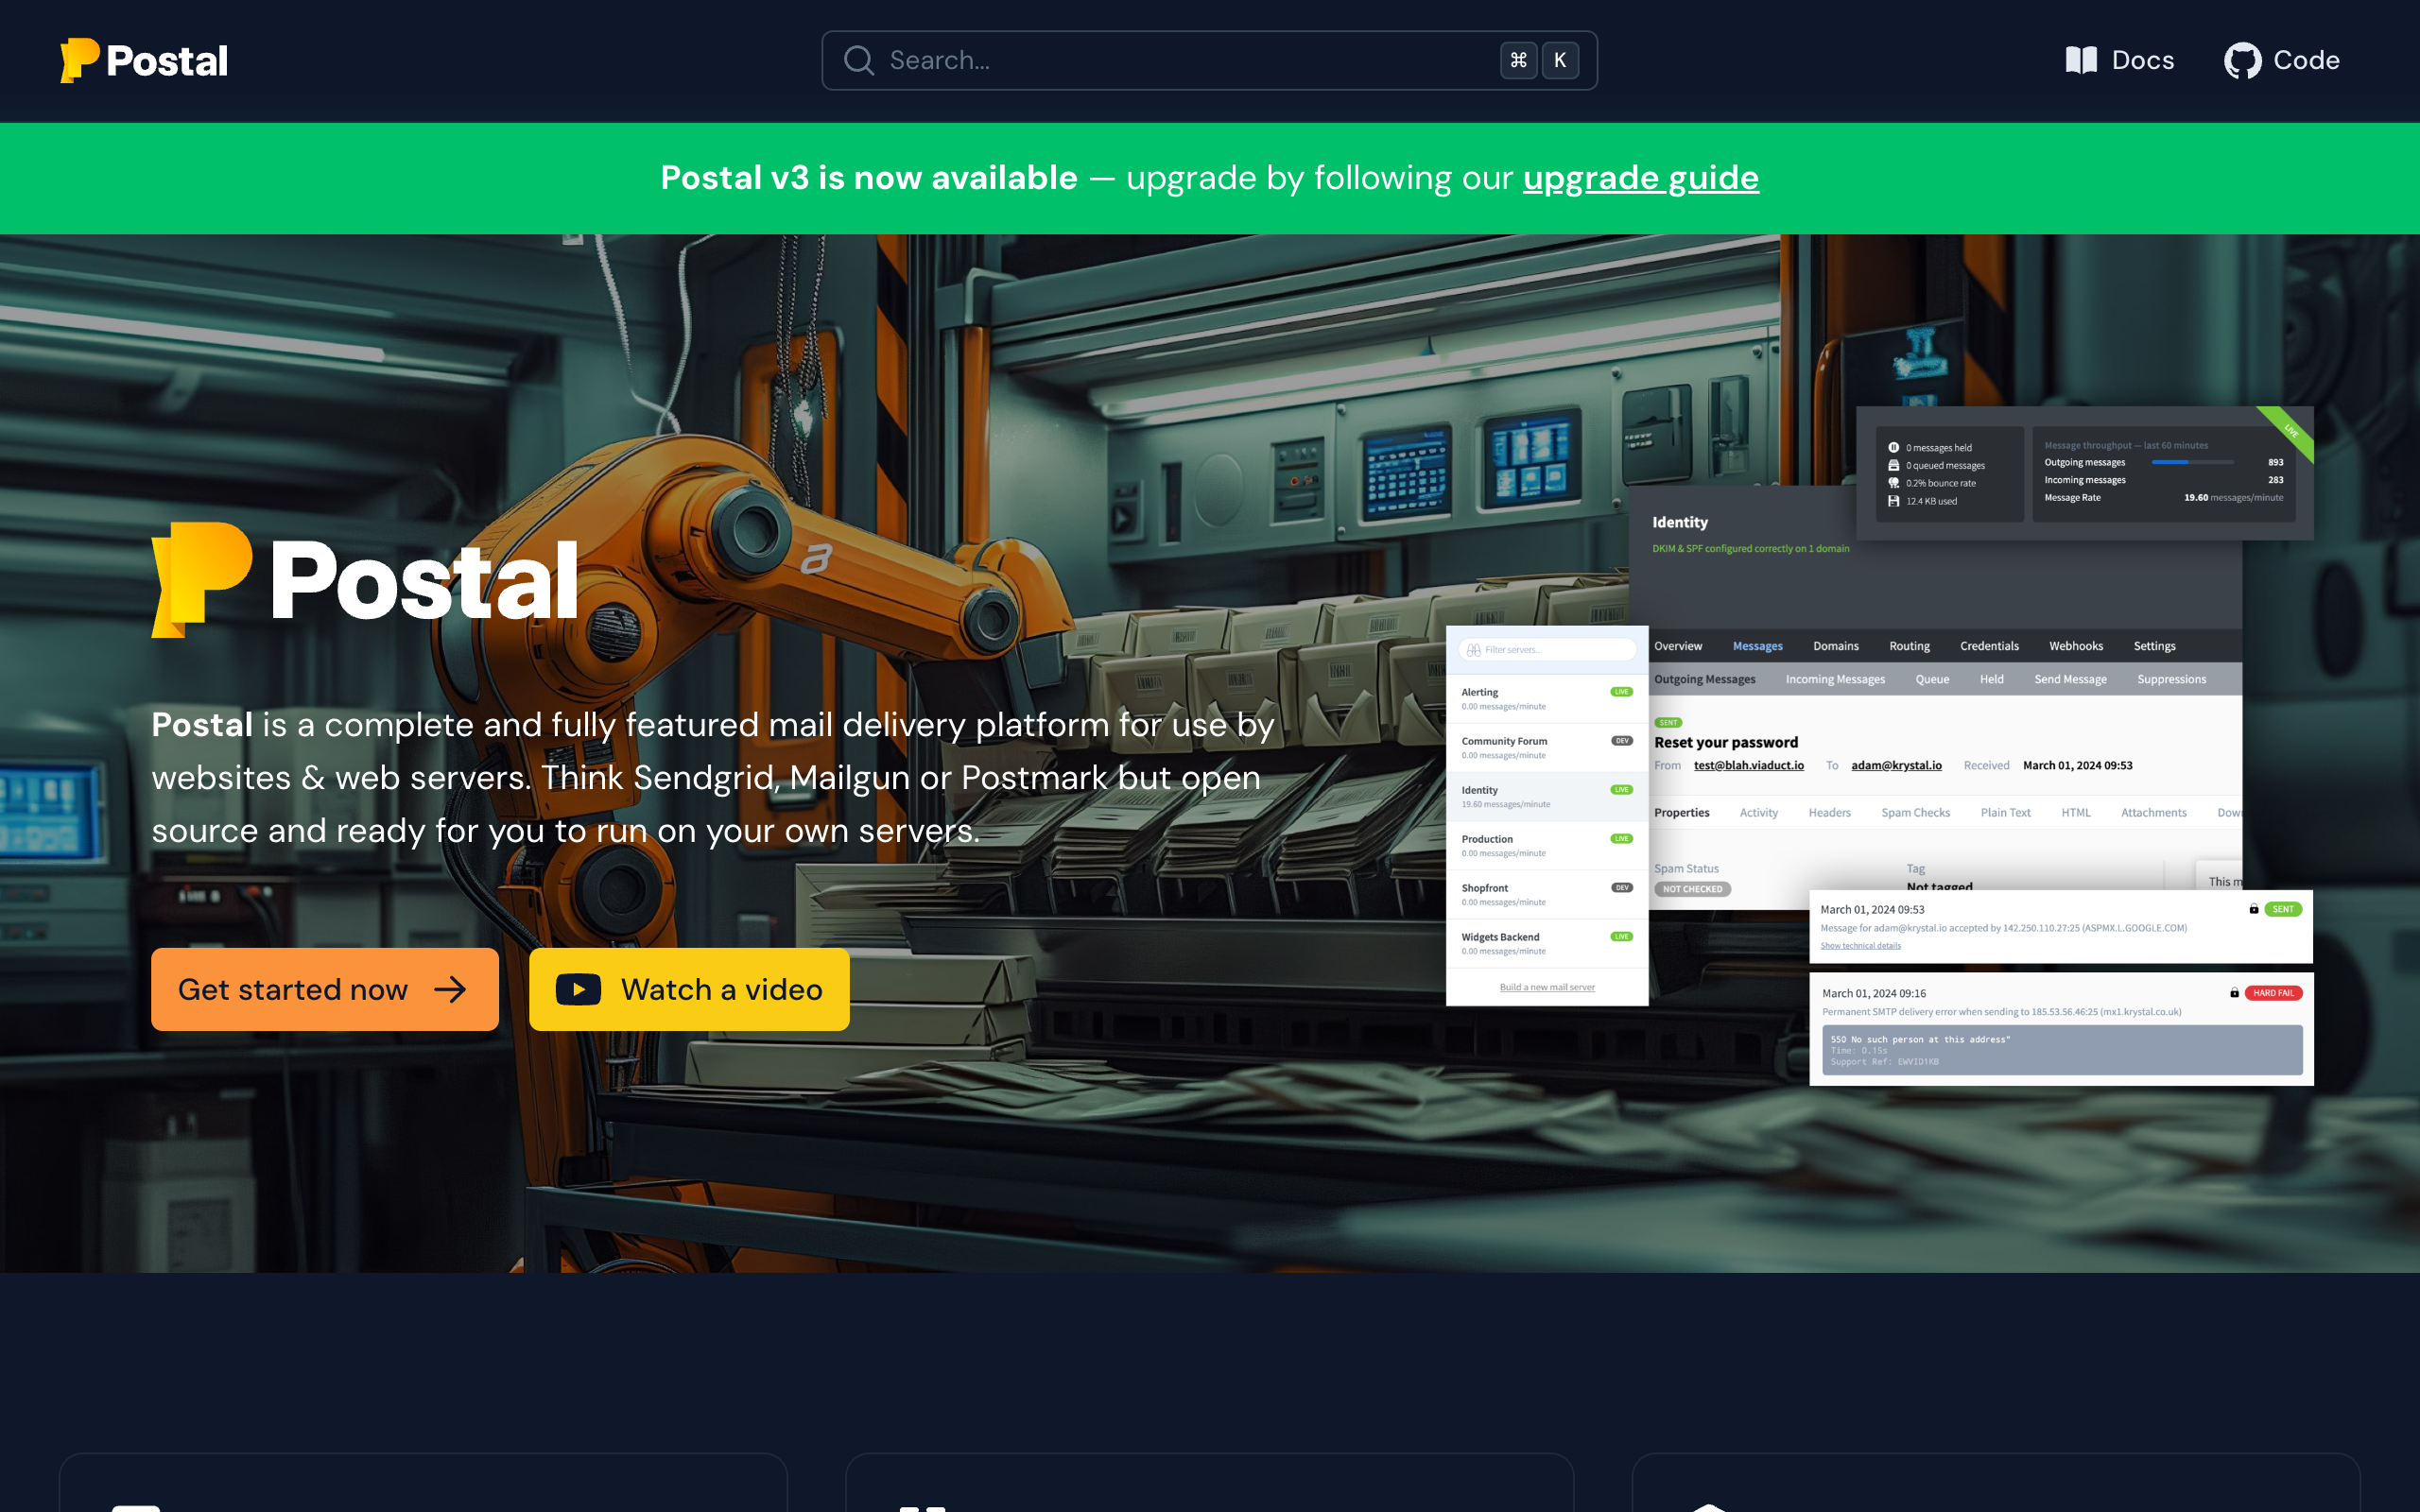 Postal
Search...
⌘ K
Docs
Code
Postal v3 is now available — upgrade by following our upgrade guide
Postal
Postal is a complete and fully featured mail delivery platform for use by
websites & web servers. Think Sendgrid, Mailgun or Postmark but open
source and ready for you to run on your own servers.
Get started now
Watch a video
0 messages held
0 queued messages
0.2% bounce rate
12.4 KB used
Message throughput — last 60 minutes
Outgoing messages 893
Incoming messages 283
Message Rate 19.60 messages/minute
LIVE
Identity
DKIM & SPF configured correctly on 1 domain
Overview Messages Domains Routing Credentials Webhooks Settings
Outgoing Messages Incoming Messages Queue Held Send Message Suppressions
SENT
Reset your password
From test@blah.viaduct.io To adam@krystal.io Received March 01, 2024 09:53
Properties Activity Headers Spam Checks Plain Text HTML Attachments Dow
Spam Status
NOT CHECKED
Tag
Not tagged
This m
Filter servers...
Alerting LIVE
0.00 messages/minute
Community Forum DEV
0.00 messages/minute
Identity LIVE
19.60 messages/minute
Production LIVE
0.00 messages/minute
Shopfront DEV
0.00 messages/minute
Widgets Backend LIVE
0.00 messages/minute
Build a new mail server
March 01, 2024 09:53 SENT
Message for adam@krystal.io accepted by 142.250.110.27:25 (ASPMX.L.GOOGLE.COM)
Show technical details
March 01, 2024 09:16 HARD FAIL
Permanent SMTP delivery error when sending to 185.53.56.46:25 (mx1.krystal.co.uk)
550 No such person at this address"
Time: 0.15s
Support Ref: EWVID1KB